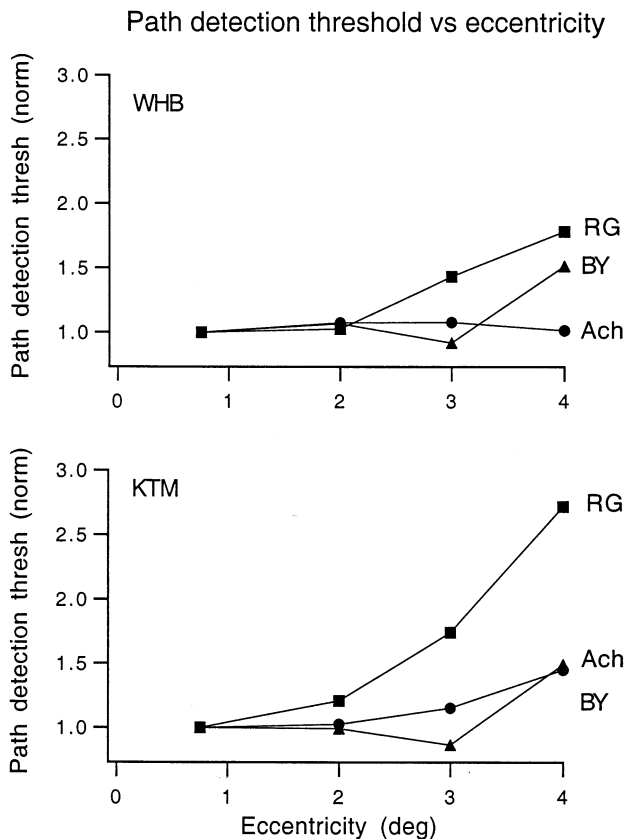 Path detection threshold vs eccentricity
Path detection thresh (norm)
3.0
2.5
2.0
1.5
1.0
WHB
RG
BY
Ach
0 1 2 3 4
Path detection thresh (norm)
3.0
2.5
2.0
1.5
1.0
KTM
RG
Ach
BY
0 1 2 3 4
Eccentricity (deg)